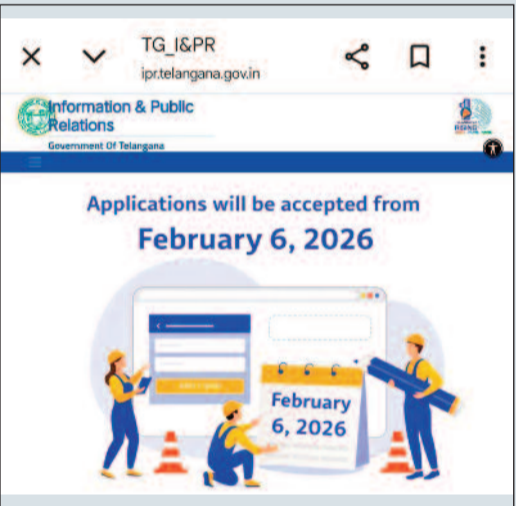 TG_I&PR
ipr.telangana.gov.in
Information & Public
Relations
Government Of Telangana
RISING
Applications will be accepted from
February 6, 2026
February
6, 2026